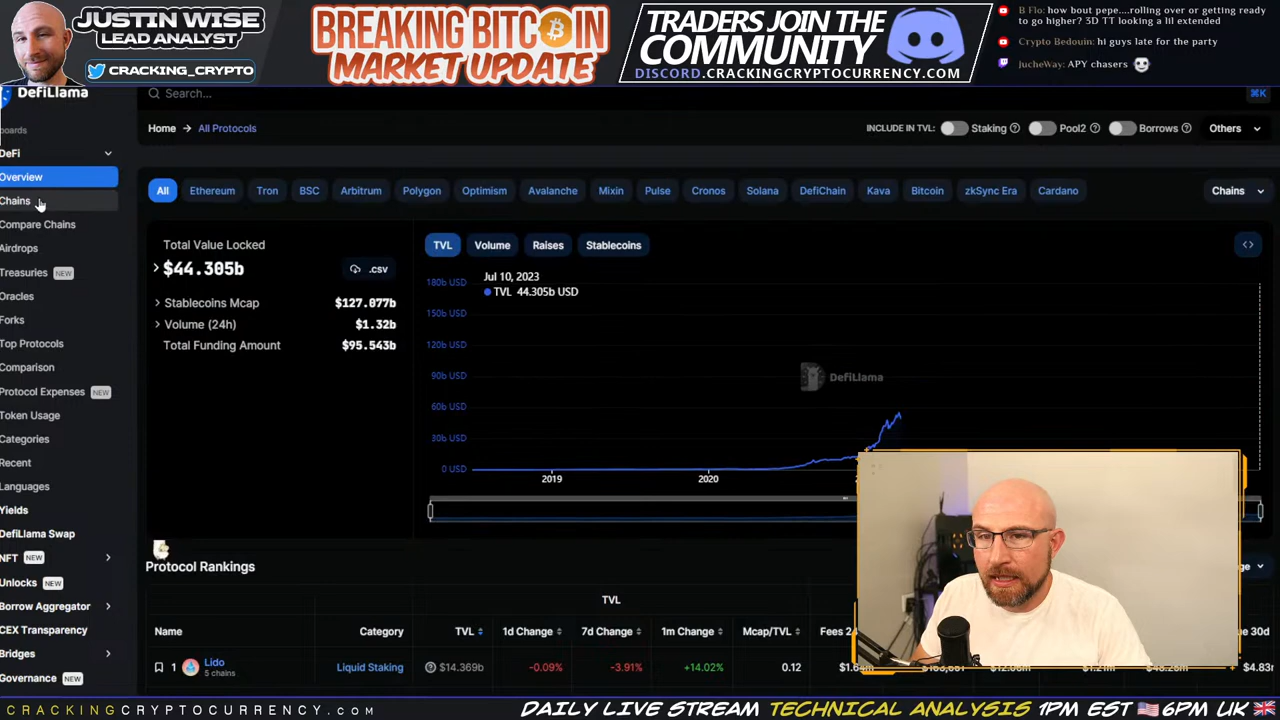 JUSTIN WISE
LEAD ANALYST
CRACKING_CRYPTO
BREAKING BITCOIN
MARKET UPDATE
TRADERS JOIN THE
COMMUNITY
DISCORD.CRACKINGCRYPTOCURRENCY.COM
B Flo: how bout pepe....rolling over or getting ready
to go higher? 3D TT looking a lil extended
Crypto Bedouin: hi guys late for the party
JucheWay: APY chasers
DefiLlama
Search...
⌘K
boards
DeFi
Overview
Chains
Compare Chains
Airdrops
Treasuries NEW
Oracles
Forks
Top Protocols
Comparison
Protocol Expenses NEW
Token Usage
Categories
Recent
Languages
Yields
DefiLlama Swap
NFT NEW
Unlocks NEW
Borrow Aggregator
CEX Transparency
Bridges
Governance NEW
Home → All Protocols
INCLUDE IN TVL: Staking Pool2 Borrows Others
All Ethereum Tron BSC Arbitrum Polygon Optimism Avalanche Mixin Pulse Cronos Solana DefiChain Kava Bitcoin zkSync Era Cardano Chains
Total Value Locked
$44.305b
.csv
Stablecoins Mcap $127.077b
Volume (24h) $1.32b
Total Funding Amount $95.543b
TVL Volume Raises Stablecoins
Jul 10, 2023
TVL 44.305b USD
180b USD
150b USD
120b USD
90b USD
60b USD
30b USD
0 USD
DefiLlama
2019 2020
Protocol Rankings
TVL
Name Category TVL 1d Change 7d Change 1m Change Mcap/TVL Fees 24
1 Lido
5 chains
Liquid Staking $14.369b -0.09% -3.91% +14.02% 0.12
CRACKINGCRYPTOCURRENCY.COM
DAILY LIVE STREAM TECHNICAL ANALYSIS 1PM EST 6PM UK